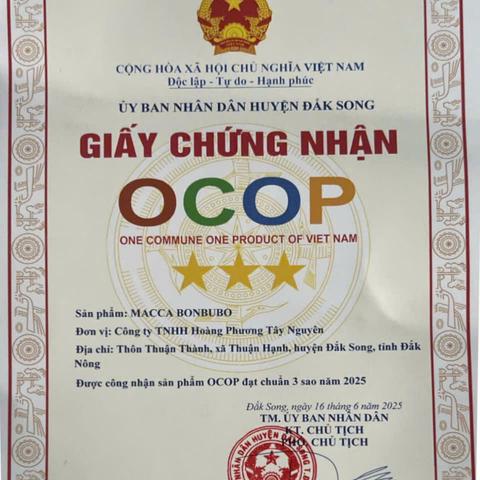 CỘNG HÒA XÃ HỘI CHỦ NGHĨA VIỆT NAM
Độc lập - Tự do - Hạnh phúc
ỦY BAN NHÂN DÂN HUYỆN ĐẮK SONG
GIẤY CHỨNG NHẬN
OCOP
ONE COMMUNE ONE PRODUCT OF VIET NAM
Sản phẩm: MACCA BONBUBO
Đơn vị: Công ty TNHH Hoàng Phương Tây Nguyên
Địa chỉ: Thôn Thuận Thành, xã Thuận Hạnh, huyện Đắk Song, tỉnh Đắk
Nông
Được công nhận sản phẩm OCOP đạt chuẩn 3 sao năm 2025
Đắk Song, ngày 16 tháng 6 năm 2025
TM. ỦY BAN NHÂN DÂN
KT. CHỦ TỊCH
PHÓ. CHỦ TỊCH
NHÂN DÂN HUYỆN